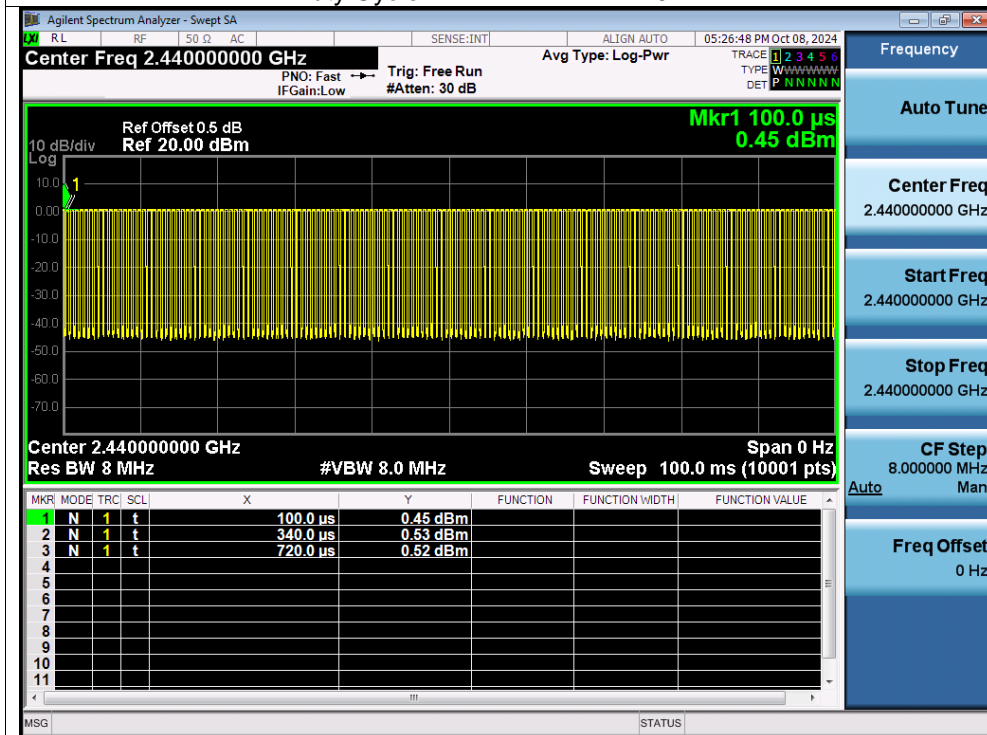 Agilent Spectrum Analyzer - Swept SA
LXI RL RF 50 Ω AC SENSE:INT ALIGN AUTO 05:26:48 PM Oct 08, 2024
Center Freq 2.440000000 GHz
PNO: Fast
IFGain:Low
Trig: Free Run
#Atten: 30 dB
Avg Type: Log-Pwr
TRACE 1 2 3 4 5 6
TYPE WWWWWW
DET P N N N N N
Ref Offset 0.5 dB
10 dB/div Ref 20.00 dBm
Log
Mkr1 100.0 µs
0.45 dBm
1
10.0
0.00
-10.0
-20.0
-30.0
-40.0
-50.0
-60.0
-70.0
Center 2.440000000 GHz Span 0 Hz
Res BW 8 MHz #VBW 8.0 MHz Sweep 100.0 ms (10001 pts)
MKR MODE TRC SCL X Y FUNCTION FUNCTION WIDTH FUNCTION VALUE
1 N 1 t 100.0 µs 0.45 dBm
2 N 1 t 340.0 µs 0.53 dBm
3 N 1 t 720.0 µs 0.52 dBm
4
5
6
7
8
9
10
11
MSG STATUS
Frequency
Auto Tune
Center Freq
2.440000000 GHz
Start Freq
2.440000000 GHz
Stop Freq
2.440000000 GHz
CF Step
8.000000 MHz
Auto Man
Freq Offset
0 Hz